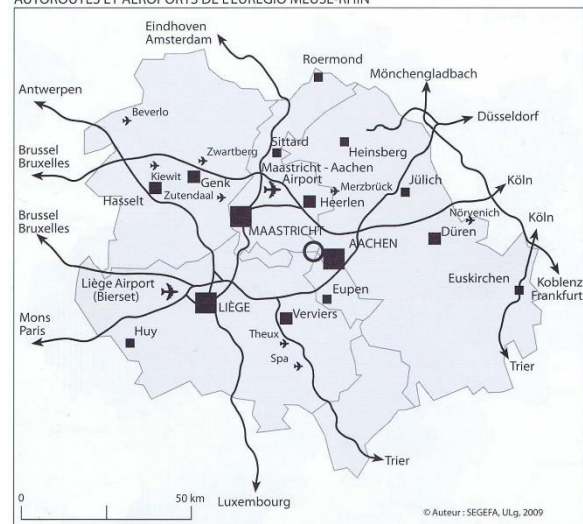 AUTOROUTES ET AÉROPORTS DE L'EUREGIO MEUSE-RHIN
Eindhoven
Amsterdam
Roermond
Mönchengladbach
Antwerpen
Beverlo
Düsseldorf
Sittard
Heinsberg
Brussel
Bruxelles
Zwartberg
Kiewit
Genk
Maastricht - Aachen
Airport
Merzbrück
Jülich
Köln
Hasselt
Zutendaal
Heerlen
Nörvenich
Köln
Brussel
Bruxelles
MAASTRICHT
AACHEN
Düren
Liège Airport
(Bierset)
LIÈGE
Eupen
Euskirchen
Koblenz
Frankfurt
Mons
Paris
Huy
Verviers
Theux
Spa
Trier
Trier
0
50 km
Luxembourg
© Auteur : SEGEFA, ULg, 2009